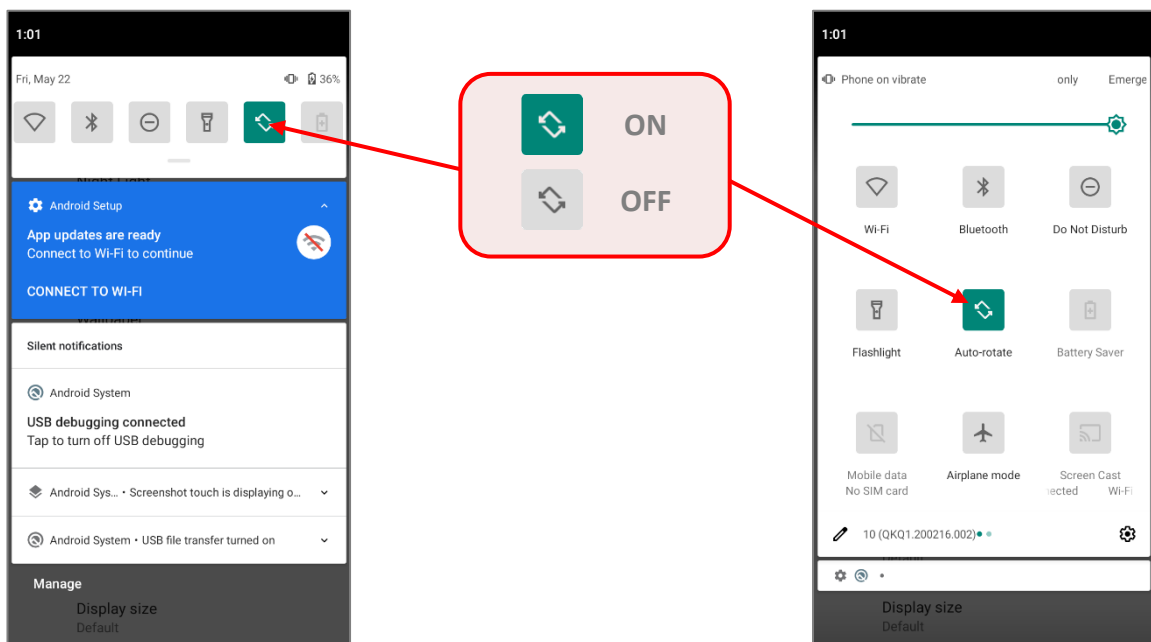 1:01
Fri, May 22
36%
Night Light
Android Setup
App updates are ready
Connect to Wi-Fi to continue
CONNECT TO WI-FI
Wallpaper
Silent notifications
Android System
USB debugging connected
Tap to turn off USB debugging
Android Sys... • Screenshot touch is displaying o...
Android System • USB file transfer turned on
Manage
Display size
Default
ON
OFF
1:01
Phone on vibrate only Emerge
Wi-Fi Bluetooth Do Not Disturb
Flashlight Auto-rotate Battery Saver
Mobile data Airplane mode Screen Cast
No SIM card ected Wi-Fi
10 (QKQ1.200216.002)
Display size
Default